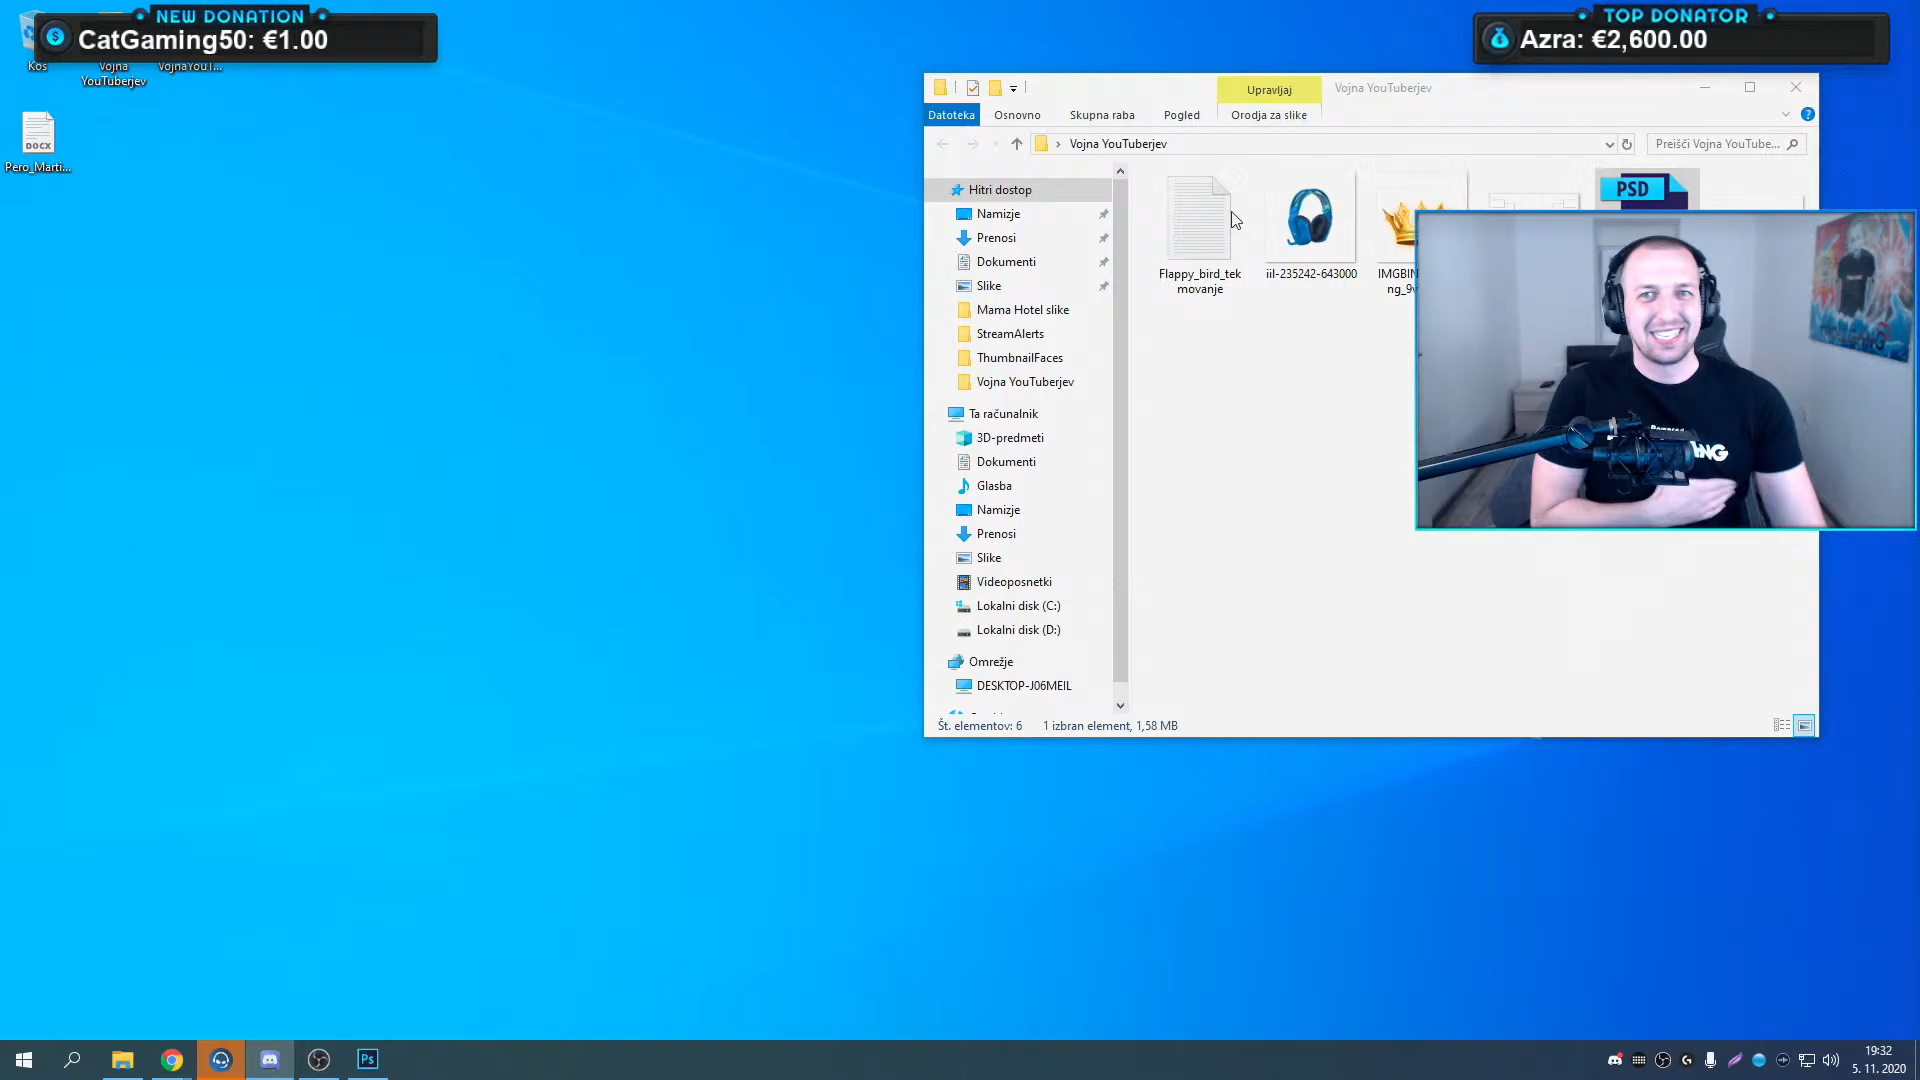 NEW DONATION
CatGaming50: €1.00
TOP DONATOR
Azra: €2,600.00
Kos
Vojna
YouTuberjev
VojnaYouT...
DOCX
Pero_Marti...
Upravljaj
Vojna YouTuberjev
Datoteka
Osnovno
Skupna raba
Pogled
Orodja za slike
Vojna YouTuberjev
Preišči Vojna YouTube...
Hitri dostop
Namizje
Prenosi
Dokumenti
Slike
Mama Hotel slike
StreamAlerts
ThumbnailFaces
Vojna YouTuberjev
Ta računalnik
3D-predmeti
Dokumenti
Glasba
Namizje
Prenosi
Slike
Videoposnetki
Lokalni disk (C:)
Lokalni disk (D:)
Omrežje
DESKTOP-J06MEIL
Flappy_bird_tek
movanje
iil-235242-643000
IMGBIN
ng_9v
PSD
Št. elementov: 6
1 izbran element, 1,58 MB
Ps
19:32
5. 11. 2020